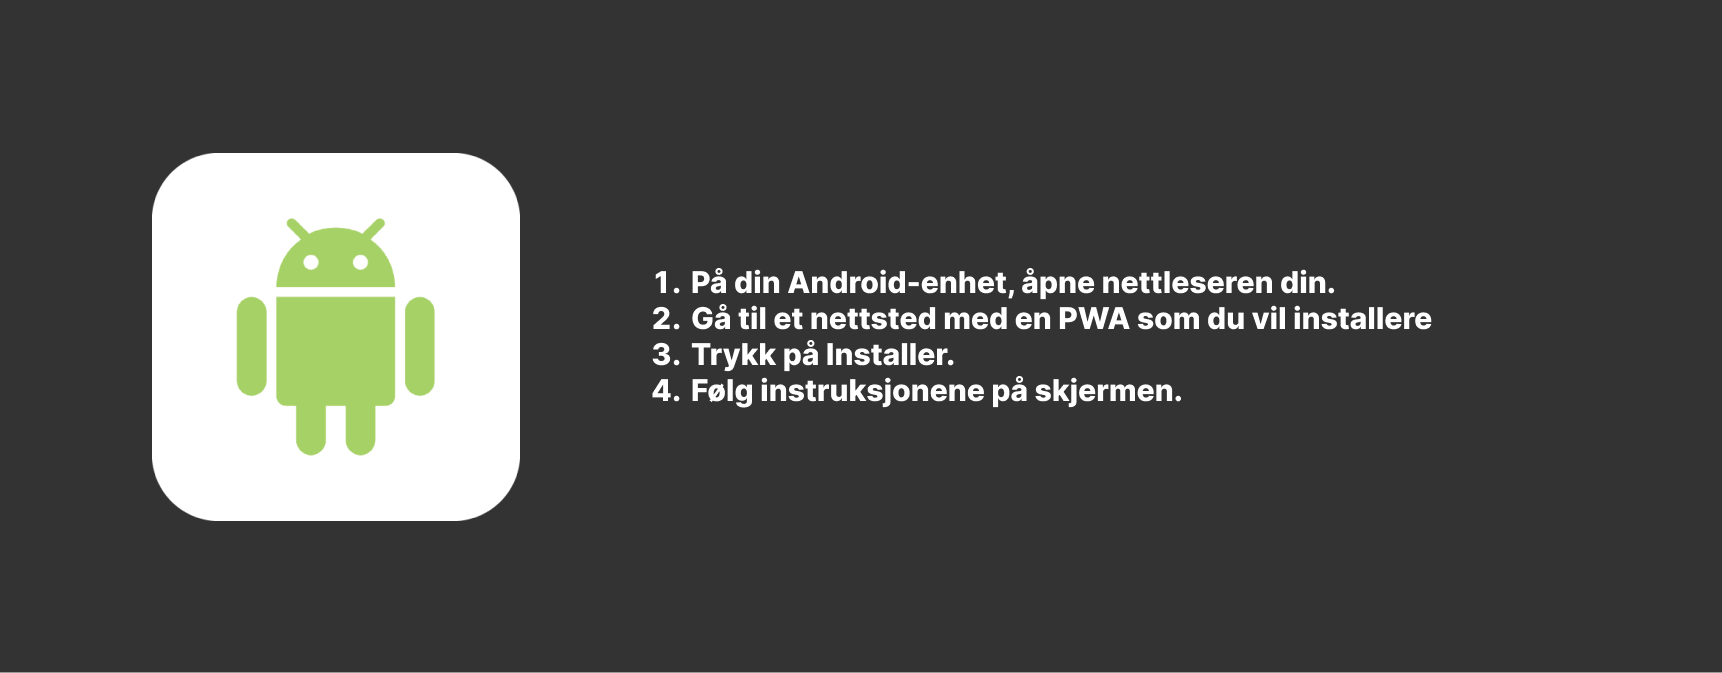 1. På din Android-enhet, åpne nettleseren din.
2. Gå til et nettsted med en PWA som du vil installere
3. Trykk på Installer.
4. Følg instruksjonene på skjermen.